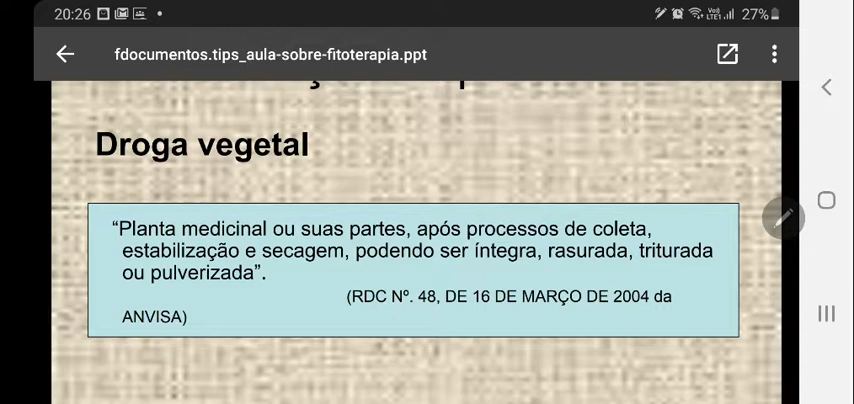 20:26
VoI) LTE1 27%
fdocumentos.tips_aula-sobre-fitoterapia.ppt
Droga vegetal
“Planta medicinal ou suas partes, após processos de coleta,
estabilização e secagem, podendo ser íntegra, rasurada, triturada
ou pulverizada”.
(RDC Nº. 48, DE 16 DE MARÇO DE 2004 da
ANVISA)